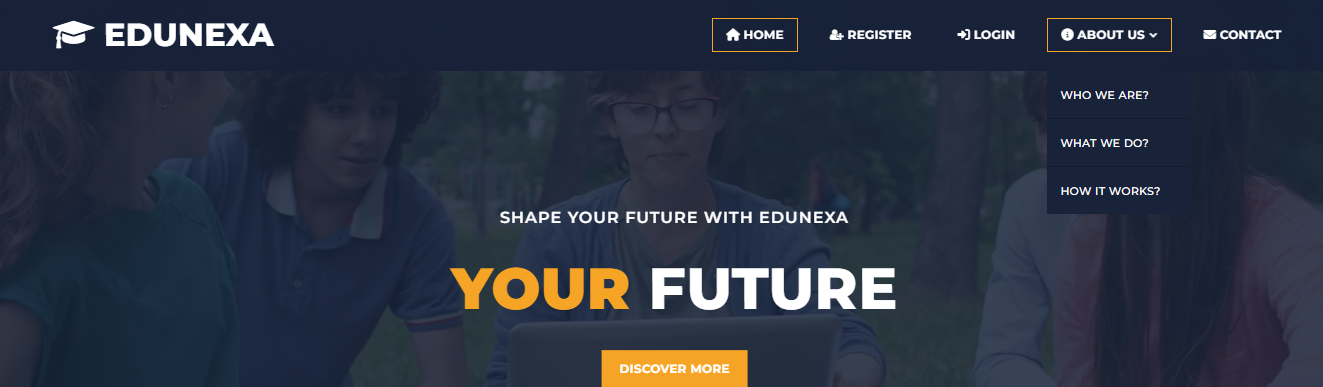 EDUNEXA
HOME REGISTER LOGIN ABOUT US CONTACT
WHO WE ARE?
WHAT WE DO?
HOW IT WORKS?
SHAPE YOUR FUTURE WITH EDUNEXA
YOUR FUTURE
DISCOVER MORE